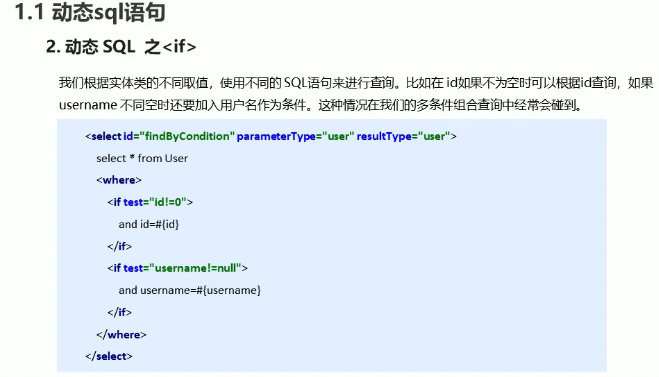 1.1 动态sql语句
2. 动态 SQL 之<if>
我们根据实体类的不同取值，使用不同的 SQL语句来进行查询。比如在 id如果不为空时可以根据id查询，如果
username 不同空时还要加入用户名作为条件。这种情况在我们的多条件组合查询中经常会碰到。
<select id="findByCondition" parameterType="user" resultType="user">
select * from User
<where>
<if test="id!=0">
and id=#{id}
</if>
<if test="username!=null">
and username=#{username}
</if>
</where>
</select>